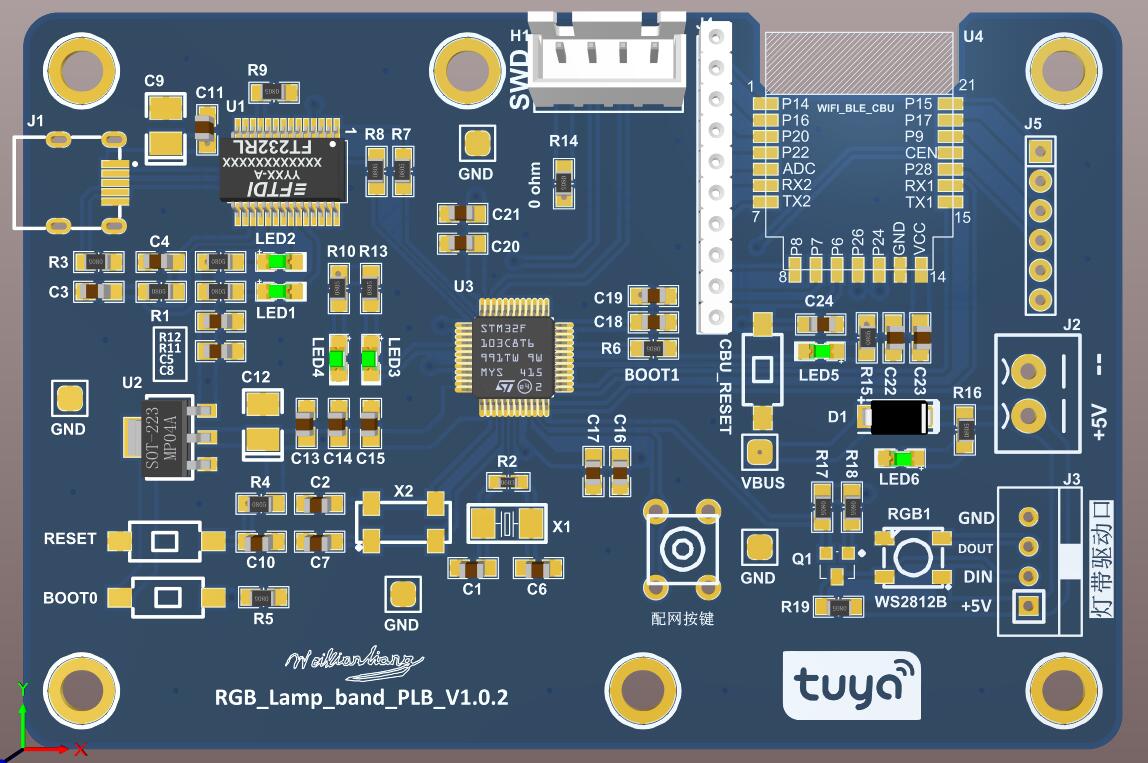 H1
SWD
J1
U4
1
21
P14
P16
P20
P22
ADC
RX2
TX2
7
WIFI_BLE_CBU
P15
P17
P9
CEN
P28
RX1
TX1
15
P8
P7
P6
P26
P24
GND
VCC
8
14
J5
R9
C9
C11
U1
1
FT232RL
XXXXXXXXXXXX
YYXX-A
FTDI
J1
R8
R7
GND
R14
0 ohm
C21
C20
LED2
C4
R3
C3
R1
LED1
R10
R13
R12
R11
C5
C8
LED4
LED3
U3
STM32F
103C8T6
991TW 9W
MYS 415
ST e4 2
C19
C18
R6
BOOT1
CBU_RESET
C24
LED5
R15
C22
C23
J2
--
+5V
D1
R16
LED6
GND
U2
SOT-223
MP04A
C12
C13
C14
C15
C17
C16
VBUS
R17
R18
J3
R4
C2
X2
R2
X1
RESET
C10
C7
C1
C6
BOOT0
R5
GND
配网按键
GND
Q1
R19
RGB1
WS2812B
GND
DOUT
DIN
+5V
灯带驱动口
RGB_Lamp_band_PLB_V1.0.2
tuya
Y
X